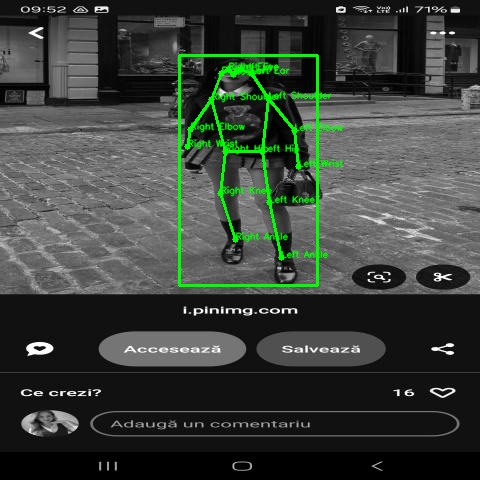 09:52 71%
Right Ear
Right Shoulder Left Shoulder
Right Elbow Left Elbow
Right Wrist Right Hip Left Hip
Left Wrist
Right Knee
Left Knee
Right Ankle
Left Ankle
i.pinimg.com
Accesează Salvează
Ce crezi? 16
Adaugă un comentariu